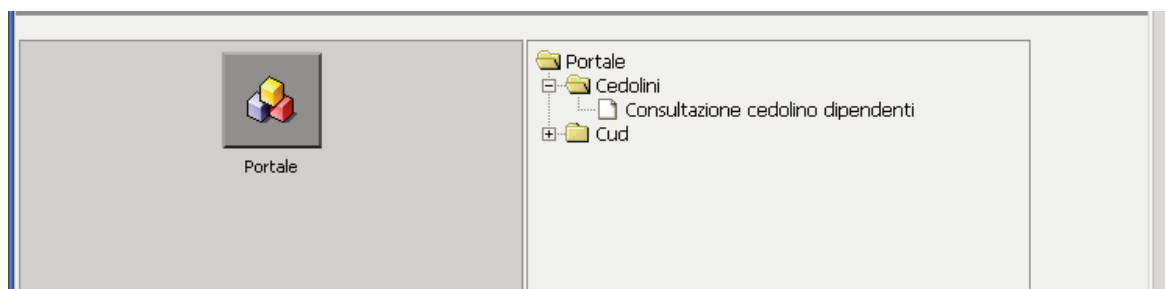 Portale
Portale
Cedolini
Consultazione cedolino dipendenti
Cud